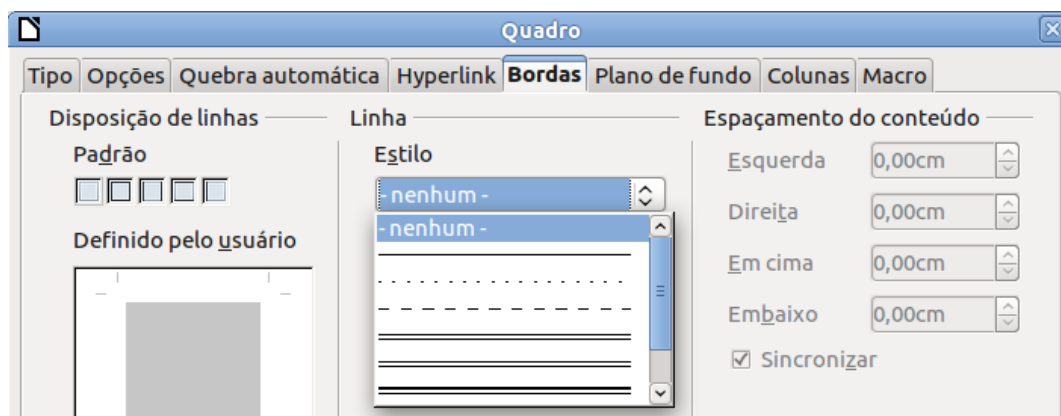 Quadro
Tipo Opções Quebra automática Hyperlink Bordas Plano de fundo Colunas Macro
Disposição de linhas
Padrão
Definido pelo usuário
Linha
Estilo
- nenhum -
- nenhum -
Espaçamento do conteúdo
Esquerda 0,00cm
Direita 0,00cm
Em cima 0,00cm
Embaixo 0,00cm
Sincronizar